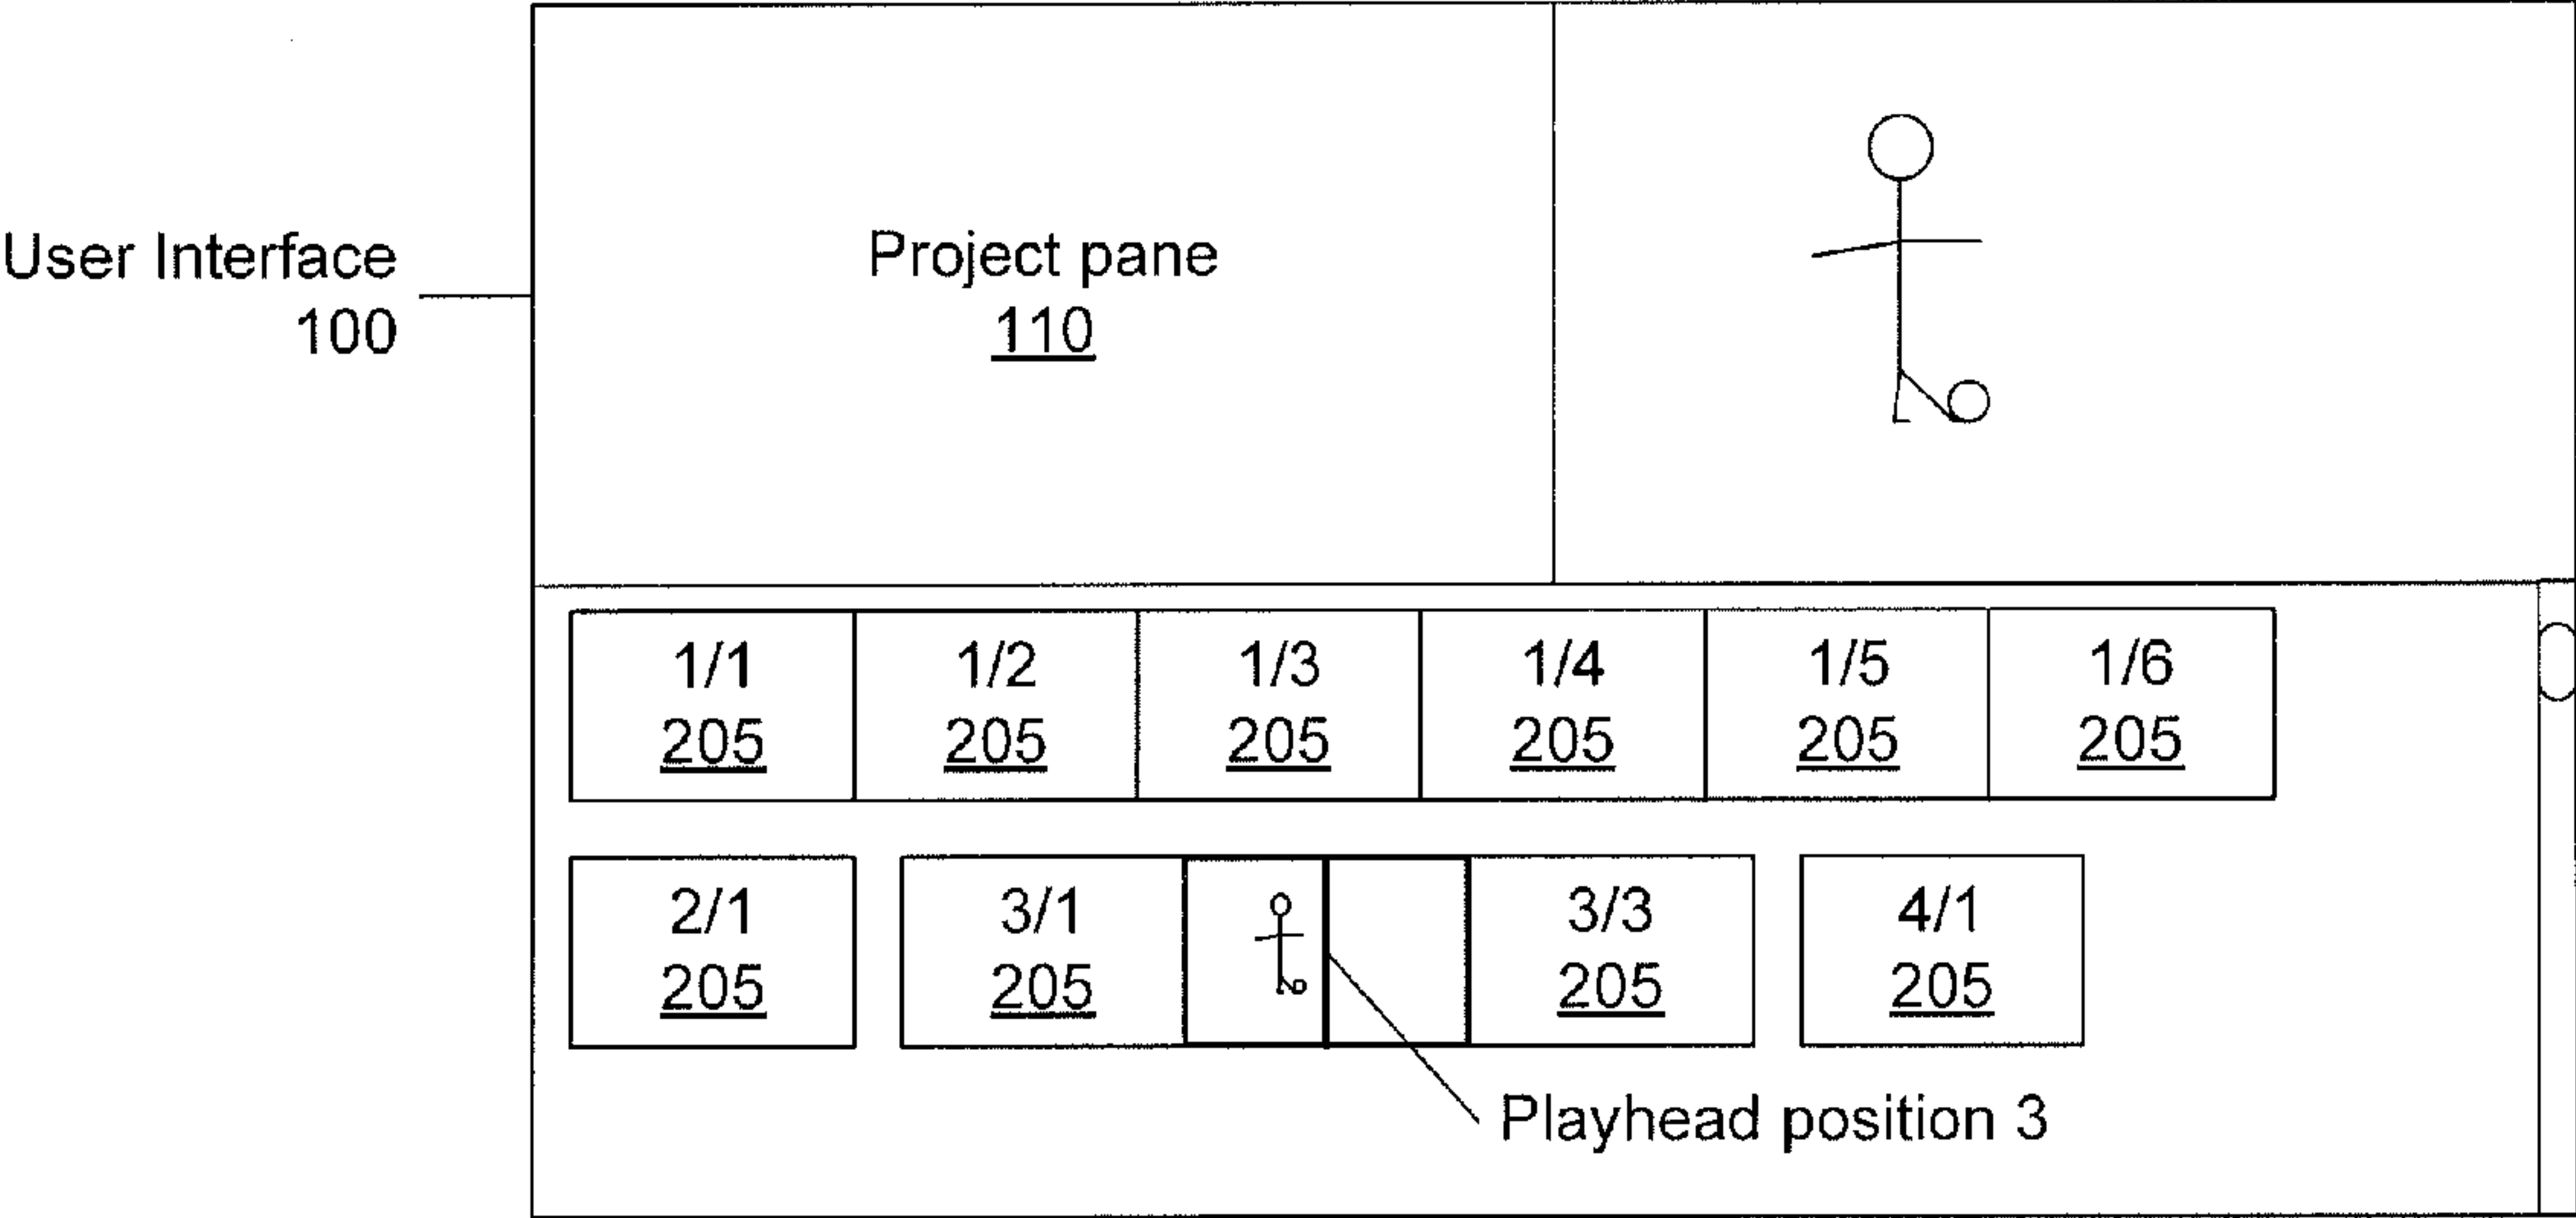 User Interface
100
Project pane
110
1/1 1/2 1/3 1/4 1/5 1/6
205 205 205 205 205 205
2/1 3/1 3/3 4/1
205 205 205 205
Playhead position 3